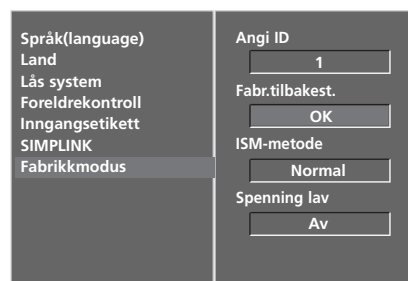 Språk(language)
Land
Lås system
Foreldrekontroll
Inngangsetikett
SIMPLINK
Fabrikkmodus
Angi ID
1
Fabr.tilbakest.
OK
ISM-metode
Normal
Spenning lav
Av